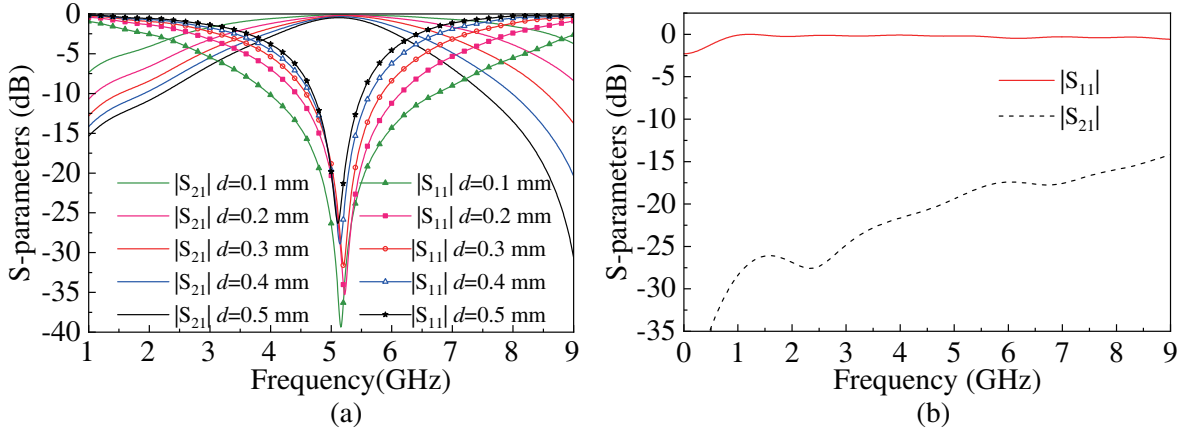 S-parameters (dB)
0
-5
-10
-15
-20
-25
-30
-35
-40
|S21| d=0.1 mm
|S21| d=0.2 mm
|S21| d=0.3 mm
|S21| d=0.4 mm
|S21| d=0.5 mm
|S11| d=0.1 mm
|S11| d=0.2 mm
|S11| d=0.3 mm
|S11| d=0.4 mm
|S11| d=0.5 mm
1 2 3 4 5 6 7 8 9
Frequency(GHz)
(a)
S-parameters (dB)
0
-5
-10
-15
-20
-25
-30
-35
|S11|
|S21|
0 1 2 3 4 5 6 7 8 9
Frequency (GHz)
(b)